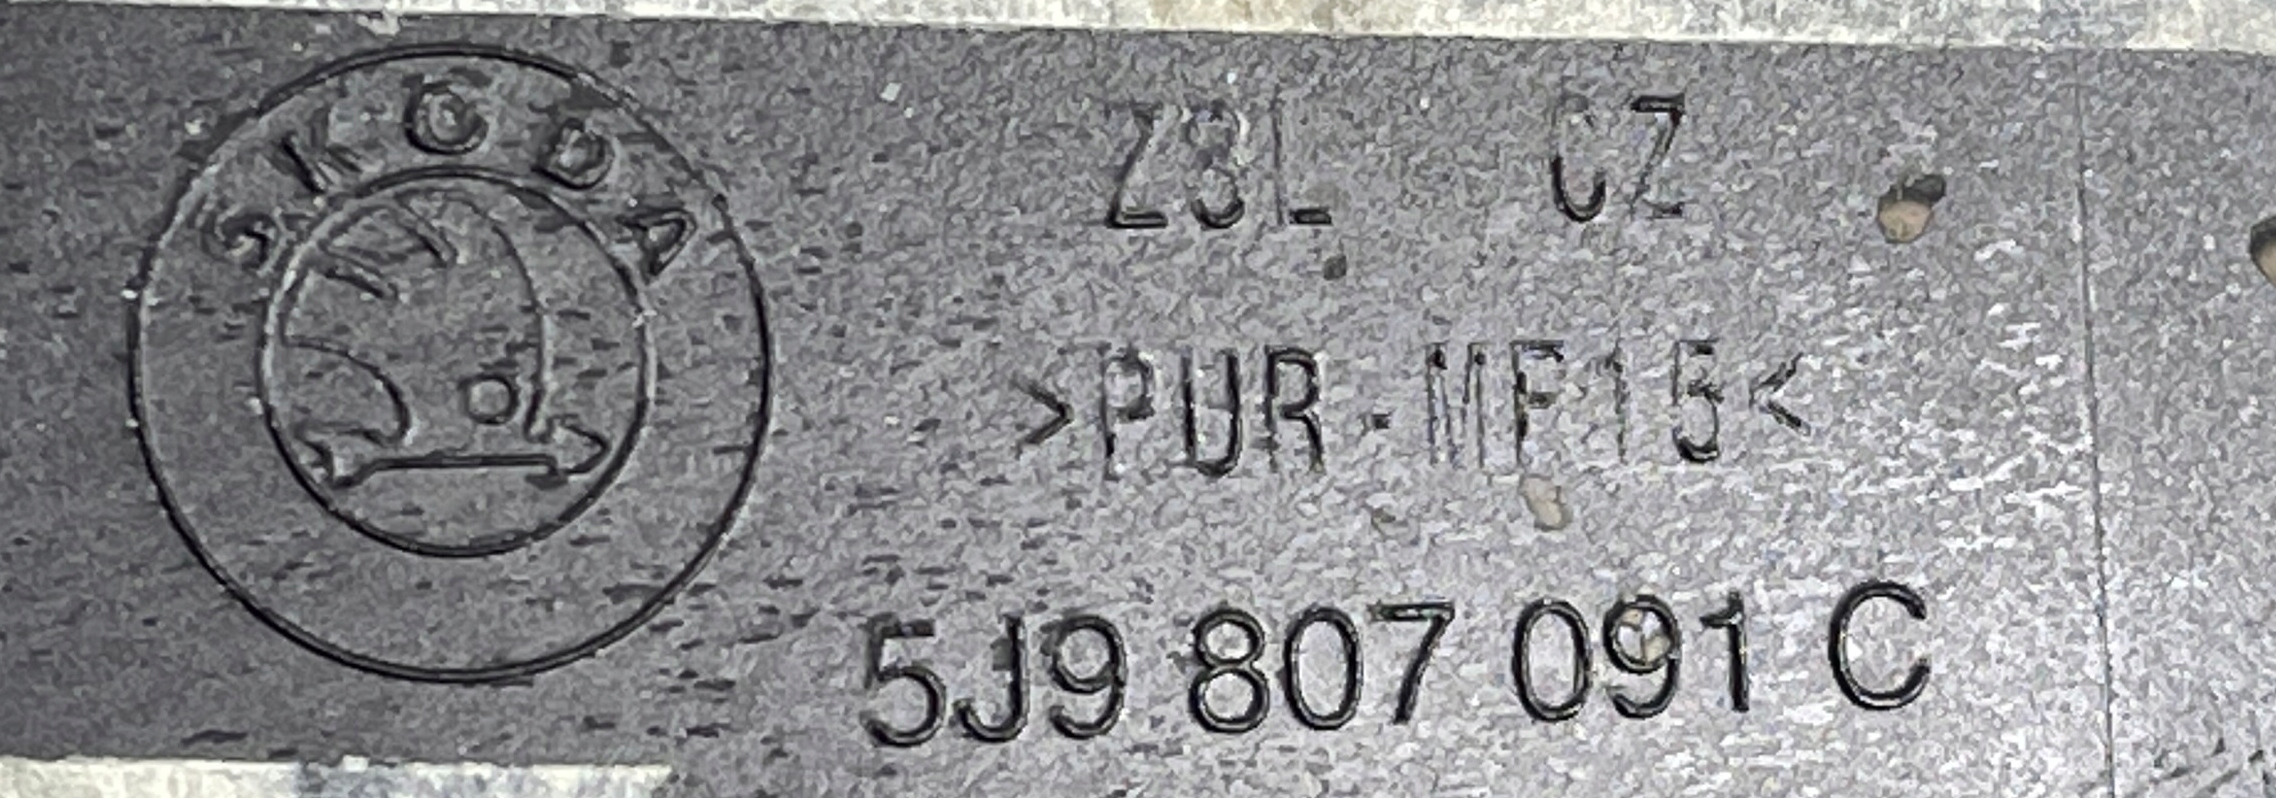 SKODA
Z3L CZ
>PUR-MF15<
5J9 807 091 C